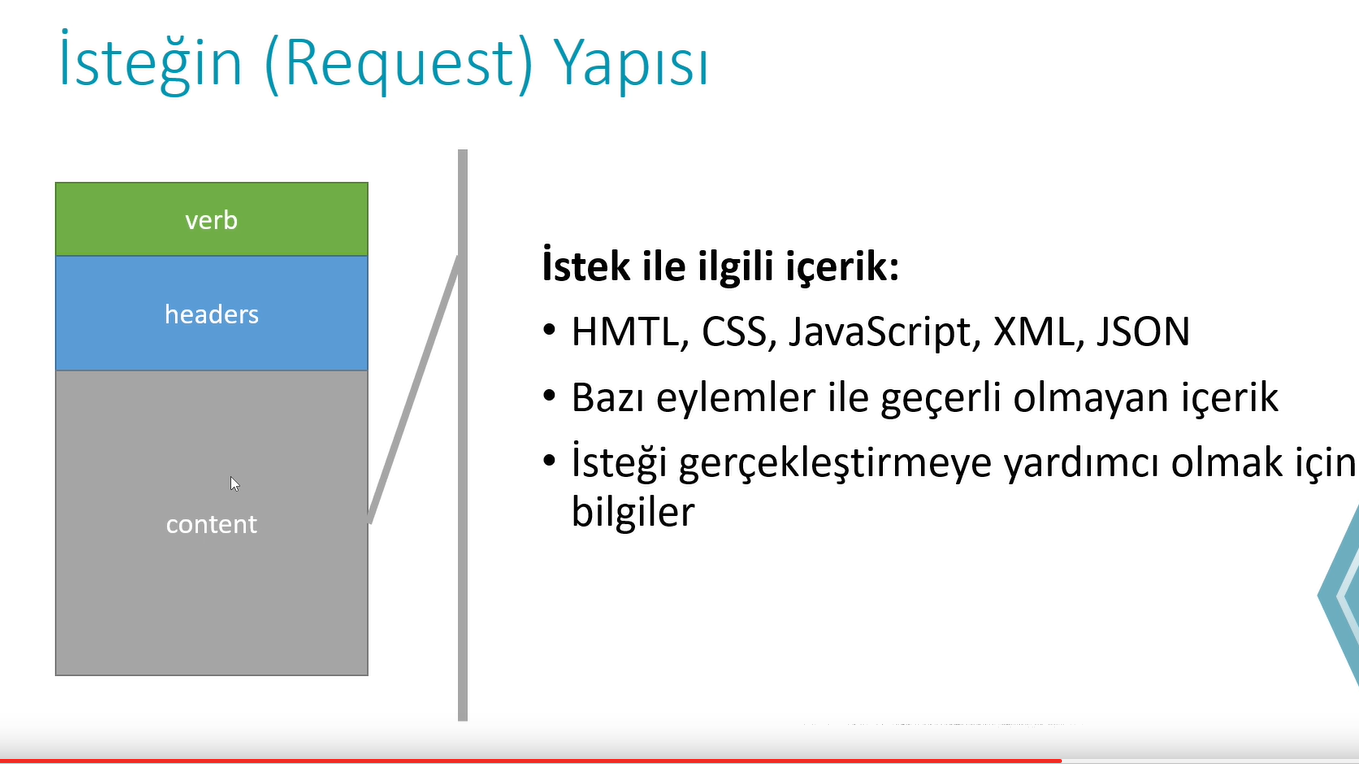 İsteğin (Request) Yapısı
verb
headers
content
İstek ile ilgili içerik:
• HMTL, CSS, JavaScript, XML, JSON
• Bazı eylemler ile geçerli olmayan içerik
• İsteği gerçekleştirmeye yardımcı olmak için
bilgiler